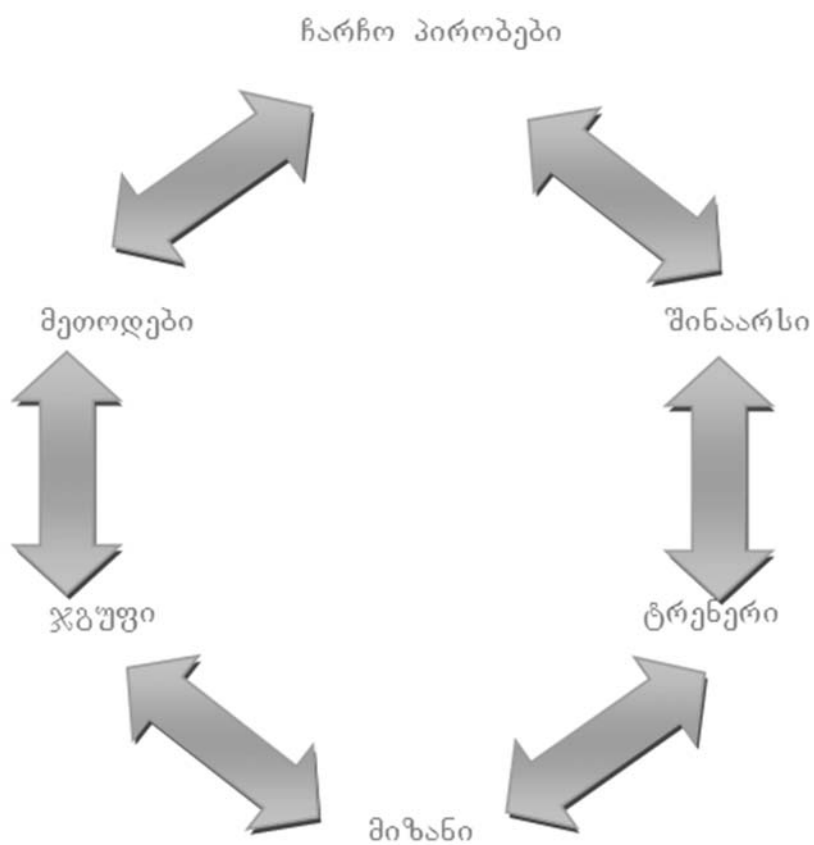 ჩარჩო პირობები
მეთოდები
შინაარსი
ჯგუფი
ტრენერი
მიზანი